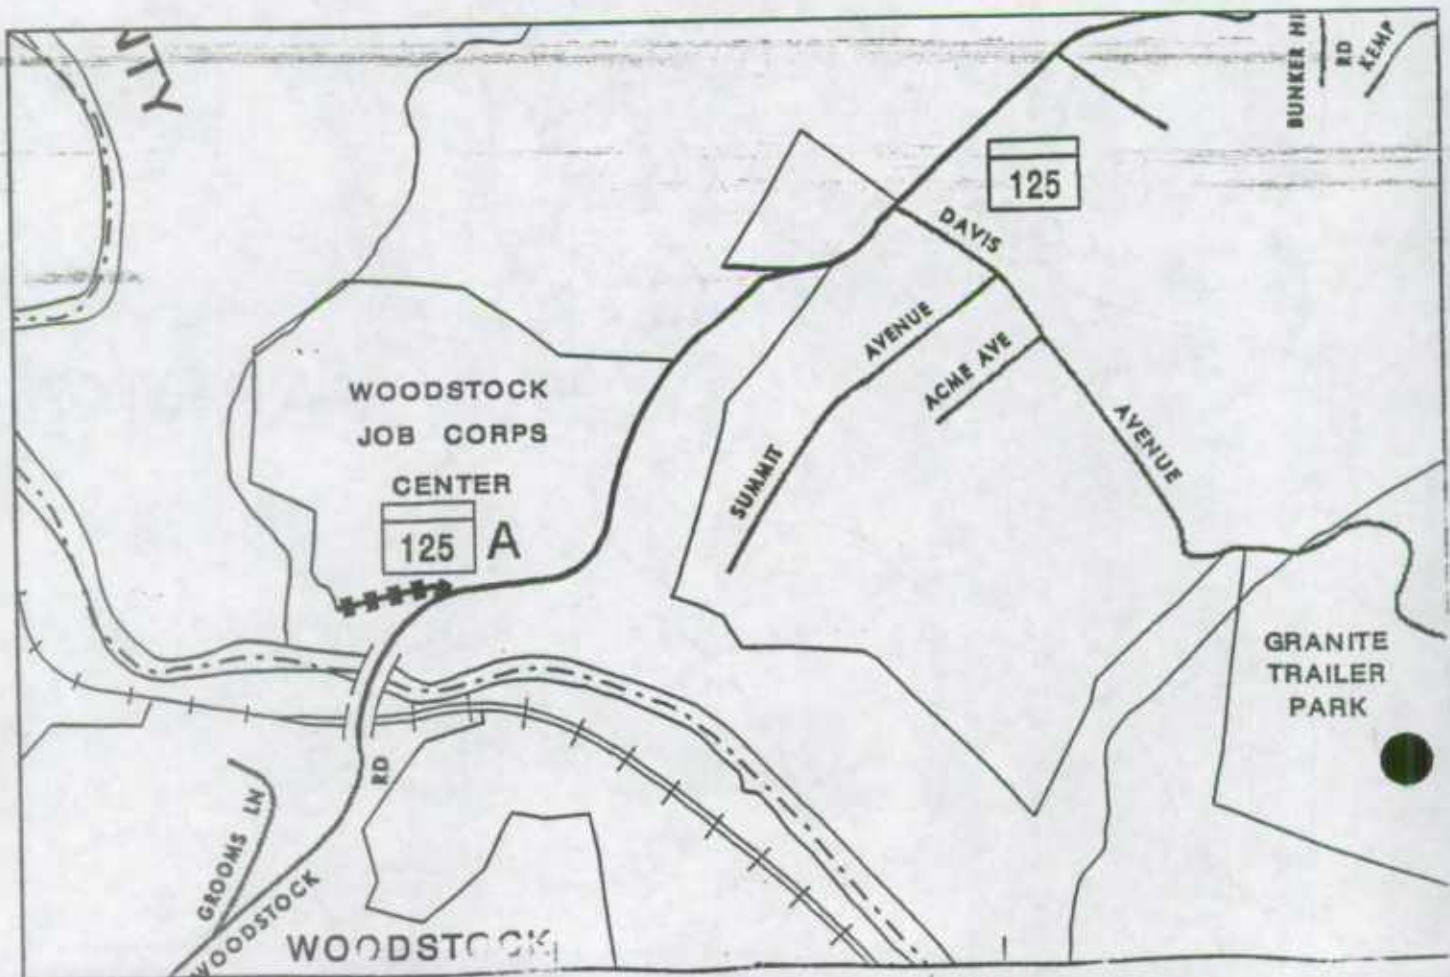 NTY
BUNKER HI
RD
KEMP
125
DAVIS
AVENUE
ACME AVE
AVENUE
SUMMIT
WOODSTOCK
JOB CORPS
CENTER
125 A
GRANITE
TRAILER
PARK
RD
GROOMS LN
WOODSTOCK
WOODSTOCK